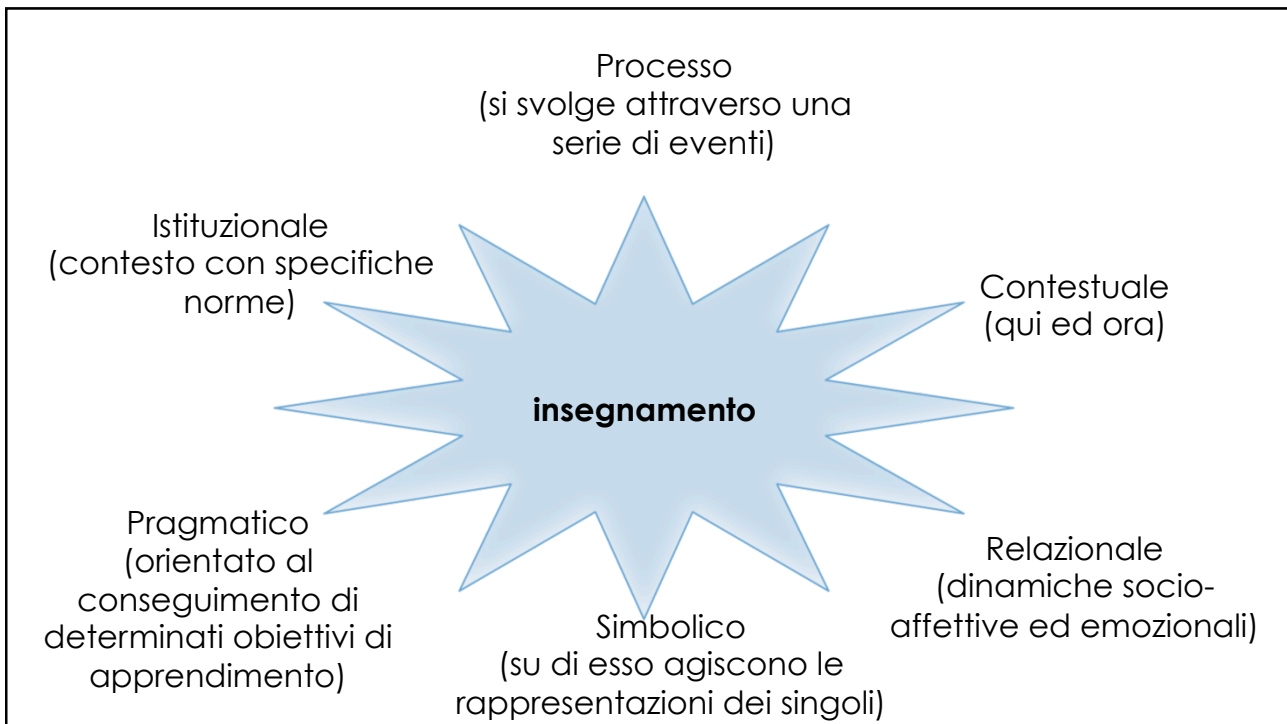 Processo
(si svolge attraverso una
serie di eventi)
Istituzionale
(contesto con specifiche
norme)
Contestuale
(qui ed ora)
insegnamento
Pragmatico
(orientato al
conseguimento di
determinati obiettivi di
apprendimento)
Simbolico
(su di esso agiscono le
rappresentazioni dei singoli)
Relazionale
(dinamiche socio-
affettive ed emozionali)